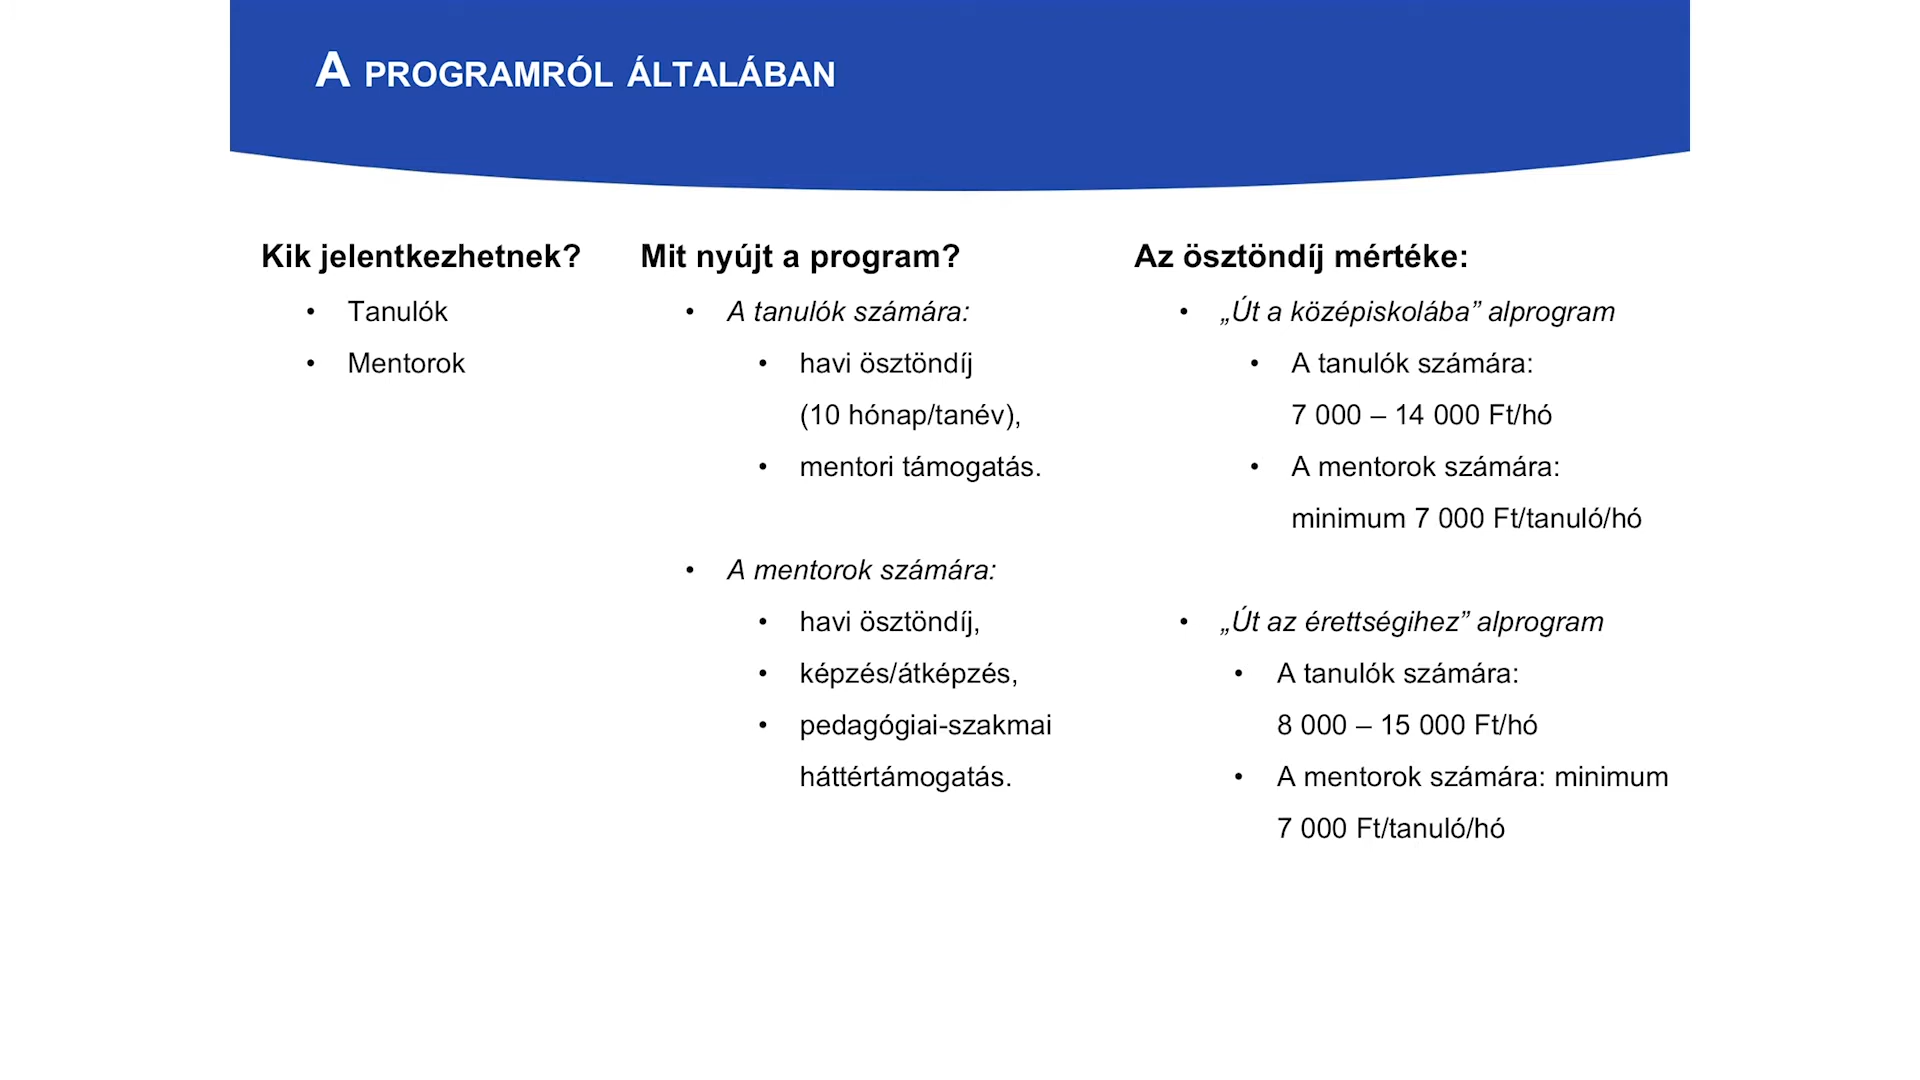 A PROGRAMRÓL ÁLTALÁBAN
Kik jelentkezhetnek?
• Tanulók
• Mentorok
Mit nyújt a program?
• A tanulók számára:
• havi ösztöndíj
(10 hónap/tanév),
• mentori támogatás.
• A mentorok számára:
• havi ösztöndíj,
• képzés/átképzés,
• pedagógiai-szakmai
háttértámogatás.
Az ösztöndíj mértéke:
• „Út a középiskolába” alprogram
• A tanulók számára:
7 000 – 14 000 Ft/hó
• A mentorok számára:
minimum 7 000 Ft/tanuló/hó
• „Út az érettségihez” alprogram
• A tanulók számára:
8 000 – 15 000 Ft/hó
• A mentorok számára: minimum
7 000 Ft/tanuló/hó